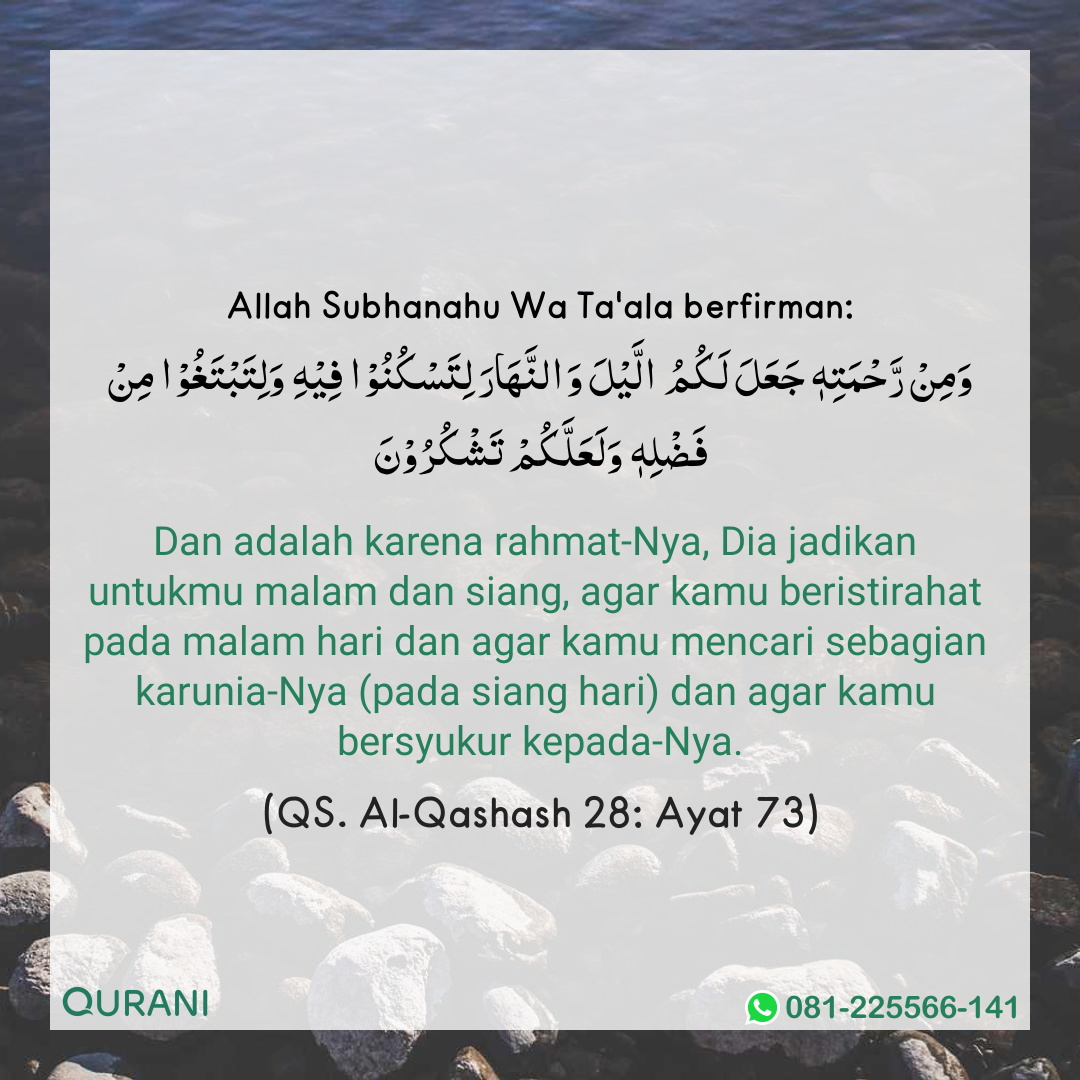 Allah Subhanahu Wa Ta'ala berfirman:
وَمِنْ رَّحْمَتِهٖ جَعَلَ لَـكُمُ الَّيْلَ وَا لنَّهَا رَ لِتَسْكُنُوْا فِيْهِ وَلِتَبْتَغُوْا مِنْ
فَضْلِهٖ وَلَعَلَّكُمْ تَشْكُرُوْنَ
Dan adalah karena rahmat-Nya, Dia jadikan
untukmu malam dan siang, agar kamu beristirahat
pada malam hari dan agar kamu mencari sebagian
karunia-Nya (pada siang hari) dan agar kamu
bersyukur kepada-Nya.
(QS. Al-Qashash 28: Ayat 73)
QURANI
081-225566-141